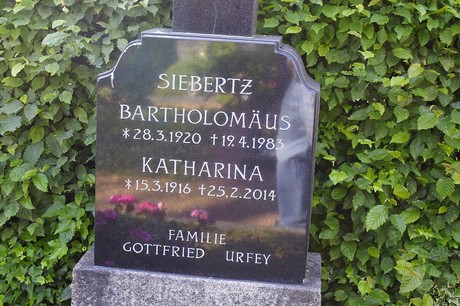 SIEBERTZ
BARTHOLOMÄUS
*28.3.1920 †19.4.1983
KATHARINA
*15.3.1916 †25.2.2014
FAMILIE
GOTTFRIED URFEY